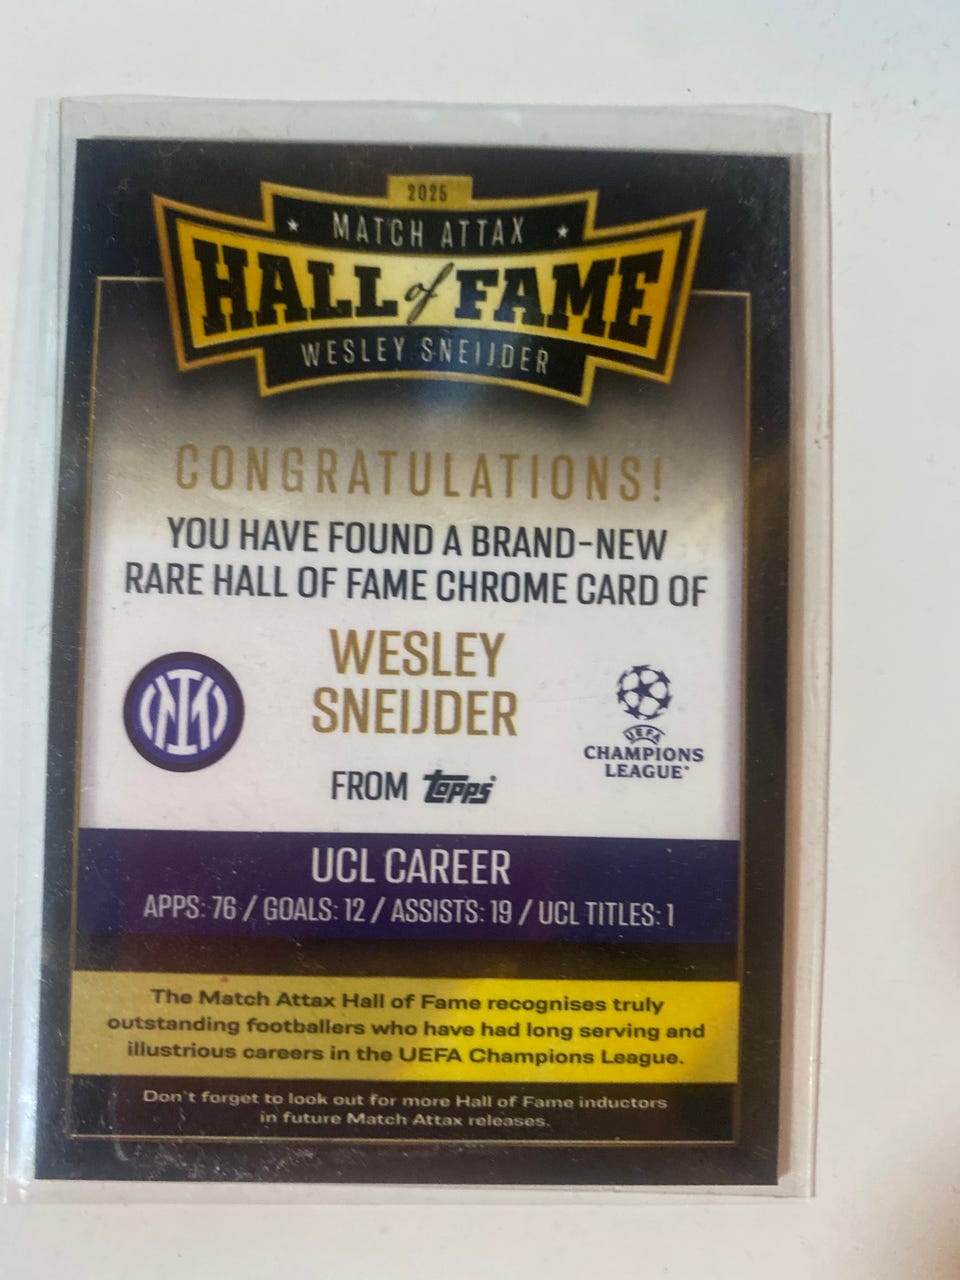 2025
MATCH ATTAX
HALL of FAME
WESLEY SNEIJDER
CONGRATULATIONS!
YOU HAVE FOUND A BRAND-NEW
RARE HALL OF FAME CHROME CARD OF
WESLEY
SNEIJDER
UEFA
CHAMPIONS
LEAGUE®
FROM topps
UCL CAREER
APPS: 76 / GOALS: 12 / ASSISTS: 19 / UCL TITLES: 1
The Match Attax Hall of Fame recognises truly
outstanding footballers who have had long serving and
illustrious careers in the UEFA Champions League.
Don't forget to look out for more Hall of Fame inductors
in future Match Attax releases.